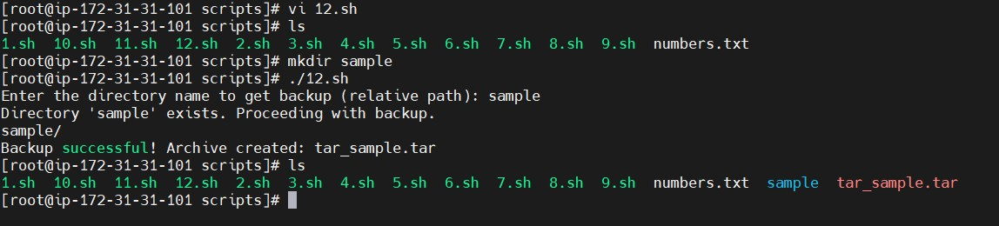 [root@ip-172-31-31-101 scripts]# vi 12.sh
[root@ip-172-31-31-101 scripts]# ls
1.sh  10.sh  11.sh  12.sh  2.sh  3.sh  4.sh  5.sh  6.sh  7.sh  8.sh  9.sh  numbers.txt
[root@ip-172-31-31-101 scripts]# mkdir sample
[root@ip-172-31-31-101 scripts]# ./12.sh
Enter the directory name to get backup (relative path): sample
Directory 'sample' exists. Proceeding with backup.
sample/
Backup successful! Archive created: tar_sample.tar
[root@ip-172-31-31-101 scripts]# ls
1.sh  10.sh  11.sh  12.sh  2.sh  3.sh  4.sh  5.sh  6.sh  7.sh  8.sh  9.sh  numbers.txt  sample  tar_sample.tar
[root@ip-172-31-31-101 scripts]#